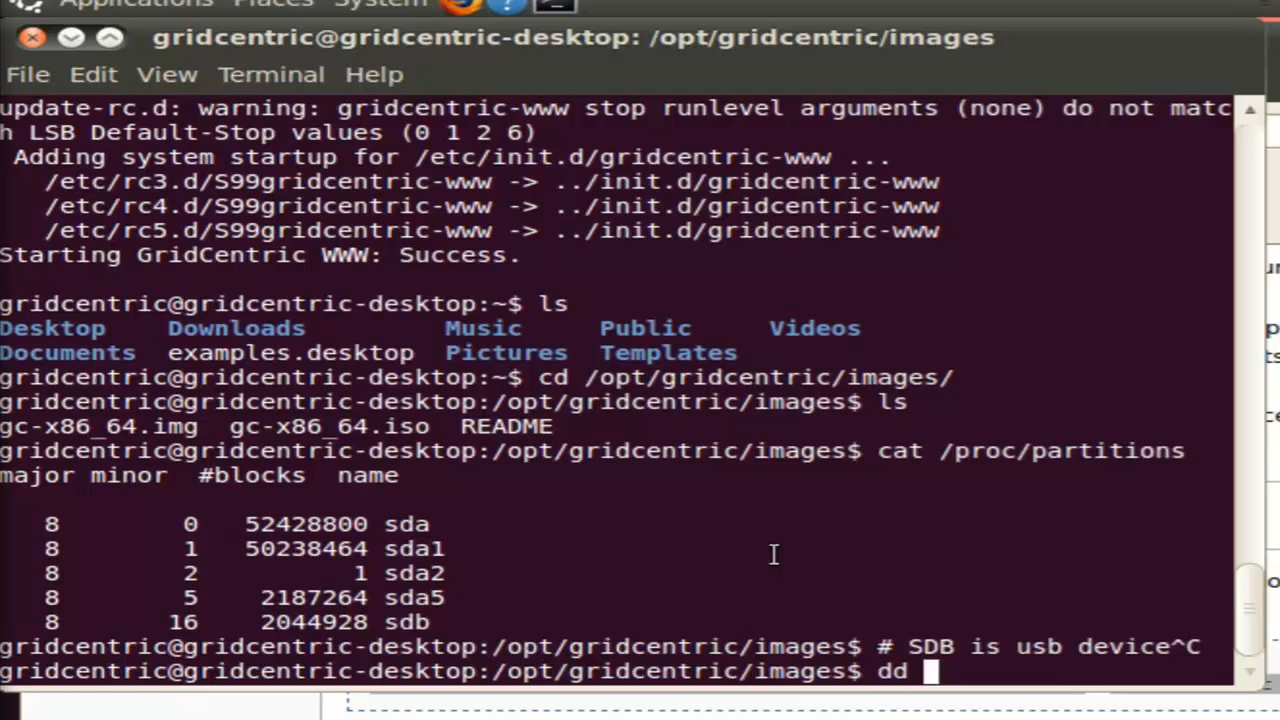 Applications Places System
gridcentric@gridcentric-desktop: /opt/gridcentric/images
File Edit View Terminal Help
update-rc.d: warning: gridcentric-www stop runlevel arguments (none) do not matc
h LSB Default-Stop values (0 1 2 6)
Adding system startup for /etc/init.d/gridcentric-www ...
/etc/rc3.d/S99gridcentric-www -> ../init.d/gridcentric-www
/etc/rc4.d/S99gridcentric-www -> ../init.d/gridcentric-www
/etc/rc5.d/S99gridcentric-www -> ../init.d/gridcentric-www
Starting GridCentric WWW: Success.
gridcentric@gridcentric-desktop:~$ ls
Desktop Downloads Music Public Videos
Documents examples.desktop Pictures Templates
gridcentric@gridcentric-desktop:~$ cd /opt/gridcentric/images/
gridcentric@gridcentric-desktop:/opt/gridcentric/images$ ls
gc-x86_64.img gc-x86_64.iso README
gridcentric@gridcentric-desktop:/opt/gridcentric/images$ cat /proc/partitions
major minor #blocks name
8 0 52428800 sda
8 1 50238464 sda1
8 2 1 sda2
8 5 2187264 sda5
8 16 2044928 sdb
gridcentric@gridcentric-desktop:/opt/gridcentric/images$ # SDB is usb device^C
gridcentric@gridcentric-desktop:/opt/gridcentric/images$ dd